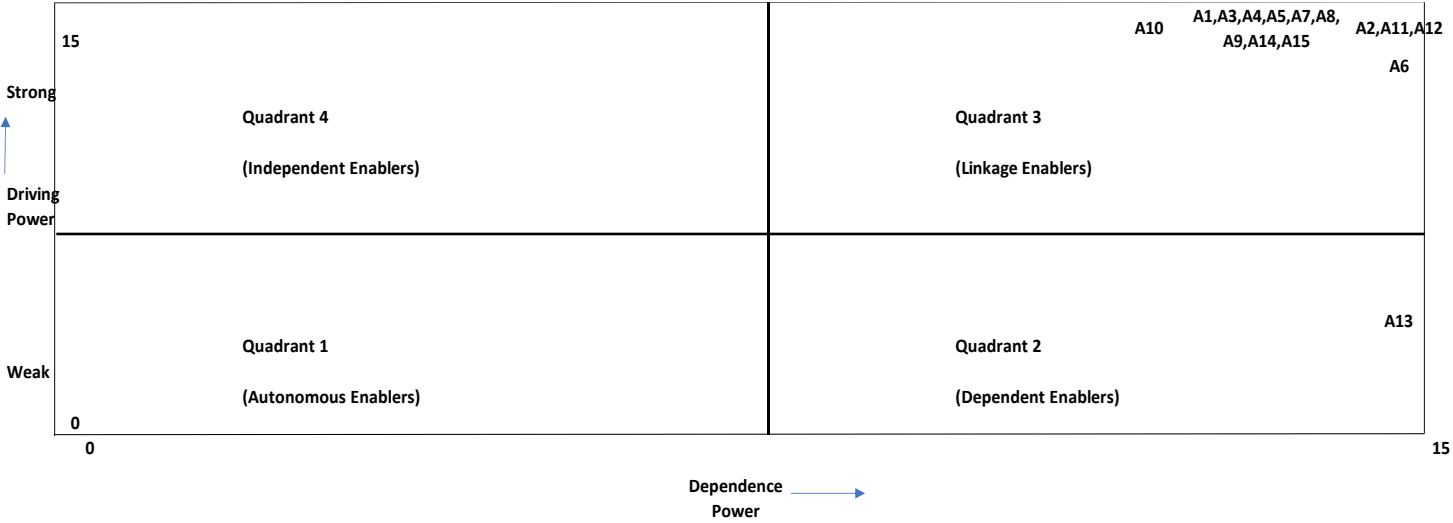 A10
A1,A3,A4,A5,A7,A8,
A9,A14,A15
A2,A11,A12
15
A6
Strong
Quadrant 4
Quadrant 3
(Independent Enablers)
(Linkage Enablers)
Driving
Power
A13
Quadrant 1
Quadrant 2
Weak
(Autonomous Enablers)
(Dependent Enablers)
0
0
15
Dependence
Power